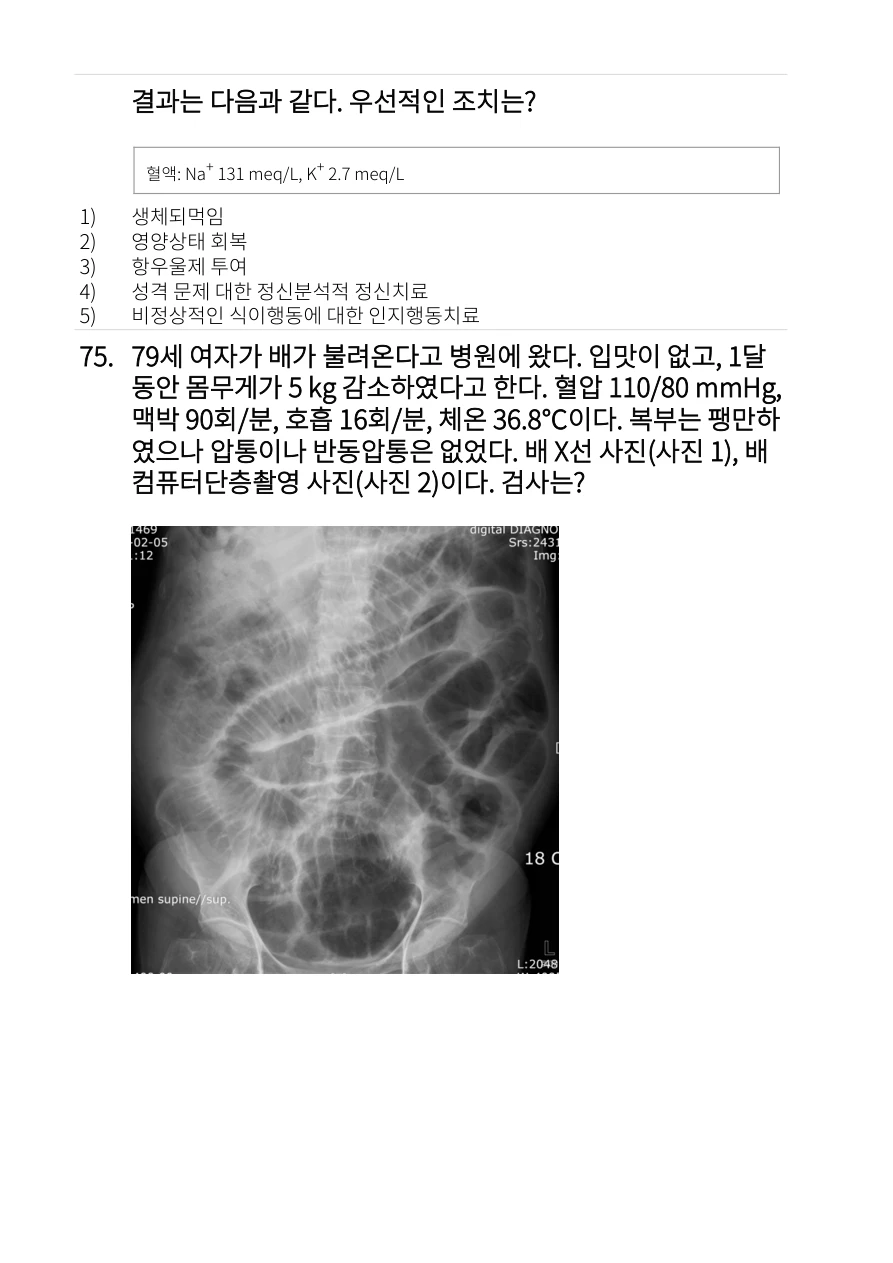 결과는 다음과 같다. 우선적인 조치는?
혈액: Na+ 131 meq/L, K+ 2.7 meq/L
1) 생체되먹임
2) 영양상태 회복
3) 항우울제 투여
4) 성격 문제 대한 정신분석적 정신치료
5) 비정상적인 식이행동에 대한 인지행동치료
75. 79세 여자가 배가 불려온다고 병원에 왔다. 입맛이 없고, 1달
동안 몸무게가 5 kg 감소하였다고 한다. 혈압 110/80 mmHg,
맥박 90회/분, 호흡 16회/분, 체온 36.8℃이다. 복부는 팽만하
였으나 압통이나 반동압통은 없었다. 배 X선 사진(사진 1), 배
컴퓨터단층촬영 사진(사진 2)이다. 검사는?
1469 digital DIAGNO
-02-05 Srs:2431
:12 Img:
18 C
men supine//sup.
L
L:2048